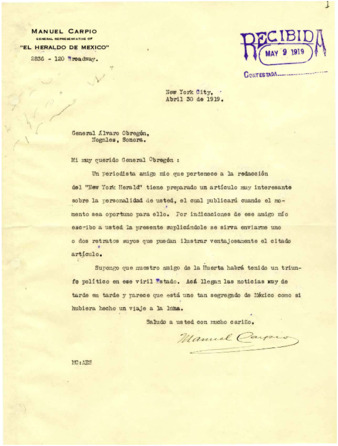 MANUEL CARPIO
GENERAL REPRESENTATIVE OF
"EL HERALDO DE MEXICO"
2636 - 120 Broadway.
RECIBIDA
MAY 9 1919
CONTESTADA
New York City,
Abril 30 de 1919.
General Álvaro Obregón,
Nogales, Sonora.
Mi muy querido General Obregón :
Un periodista amigo mío que pertenece a la redacción
del "New York Herald" tiene preparado un artículo muy interesante
sobre la personalidad de usted, el cual publicará cuando el mo-
mento sea oportuno para ello. Por indicaciones de ese amigo mío
escribo a usted la presente suplicándole se sirva enviarme uno
o dos retratos suyos que puedan ilustrar ventajosamente el citado
artículo.
Supongo que nuestro amigo de la Huerta habrá tenido un triun-
fo político en ese viril Estado. Acá llegan las noticias muy de
tarde en tarde y parece que está uno tan segregado de México como si
hubiera hecho un viaje a la luna.
Saludo a usted con mucho cariño.
Manuel Carpio
MC:AZS